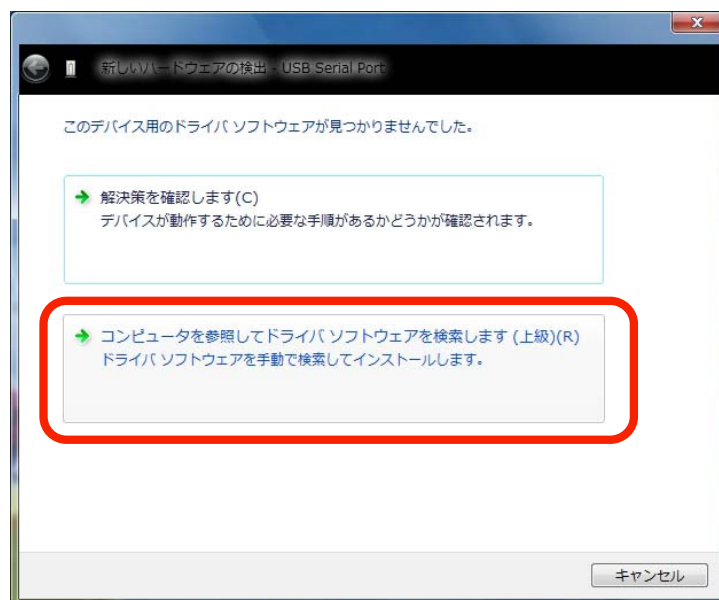 新しいハードウェアの検出 - USB Serial Port
このデバイス用のドライバ ソフトウェアが見つかりませんでした。
解決策を確認します(C)
デバイスが動作するために必要な手順があるかどうかが確認されます。
コンピュータを参照してドライバ ソフトウェアを検索します (上級)(R)
ドライバ ソフトウェアを手動で検索してインストールします。
キャンセル